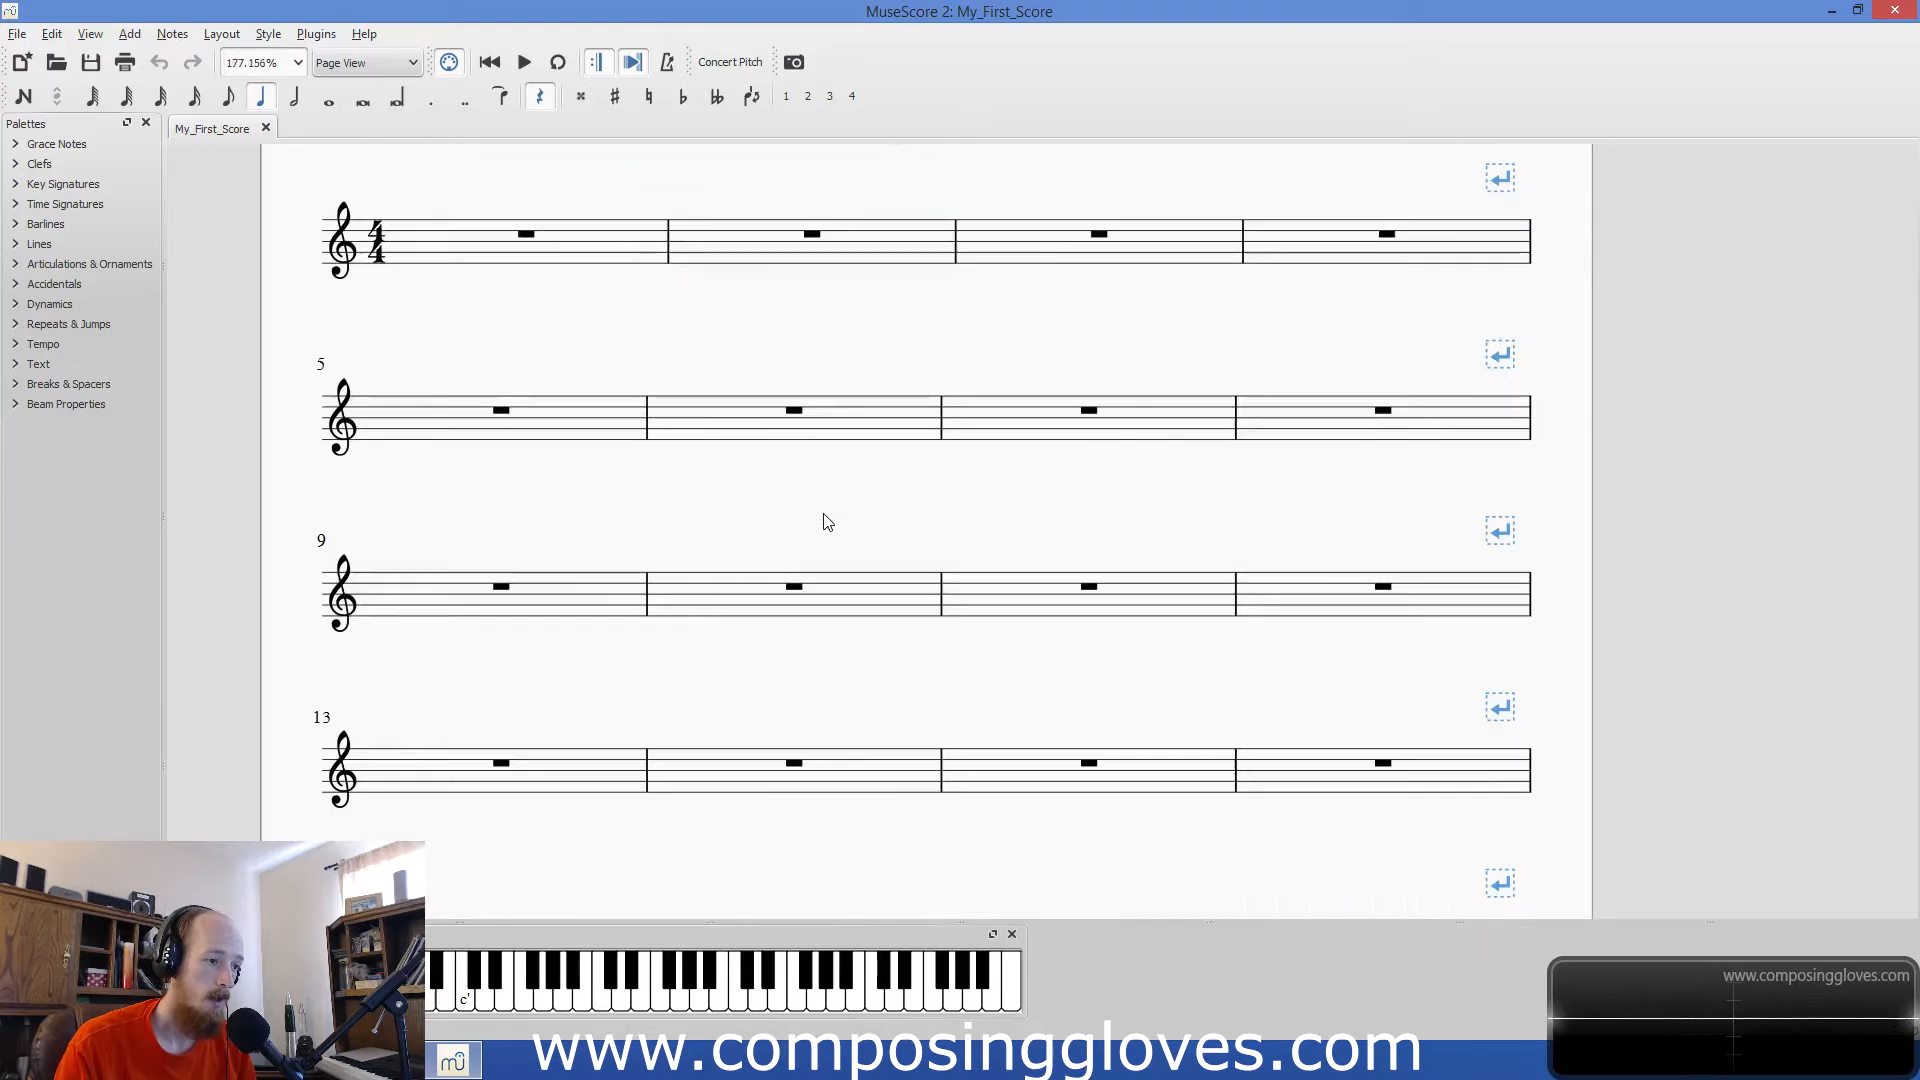 MuseScore 2: My_First_Score
File Edit View Add Notes Layout Style Plugins Help
177.156% Page View Concert Pitch
1 2 3 4
Palettes
My_First_Score
Grace Notes
Clefs
Key Signatures
Time Signatures
Barlines
Lines
Articulations & Ornaments
Accidentals
Dynamics
Repeats & Jumps
Tempo
Text
Breaks & Spacers
Beam Properties
4
4
5
9
13
c'
www.composinggloves.com
www.composinggloves.com